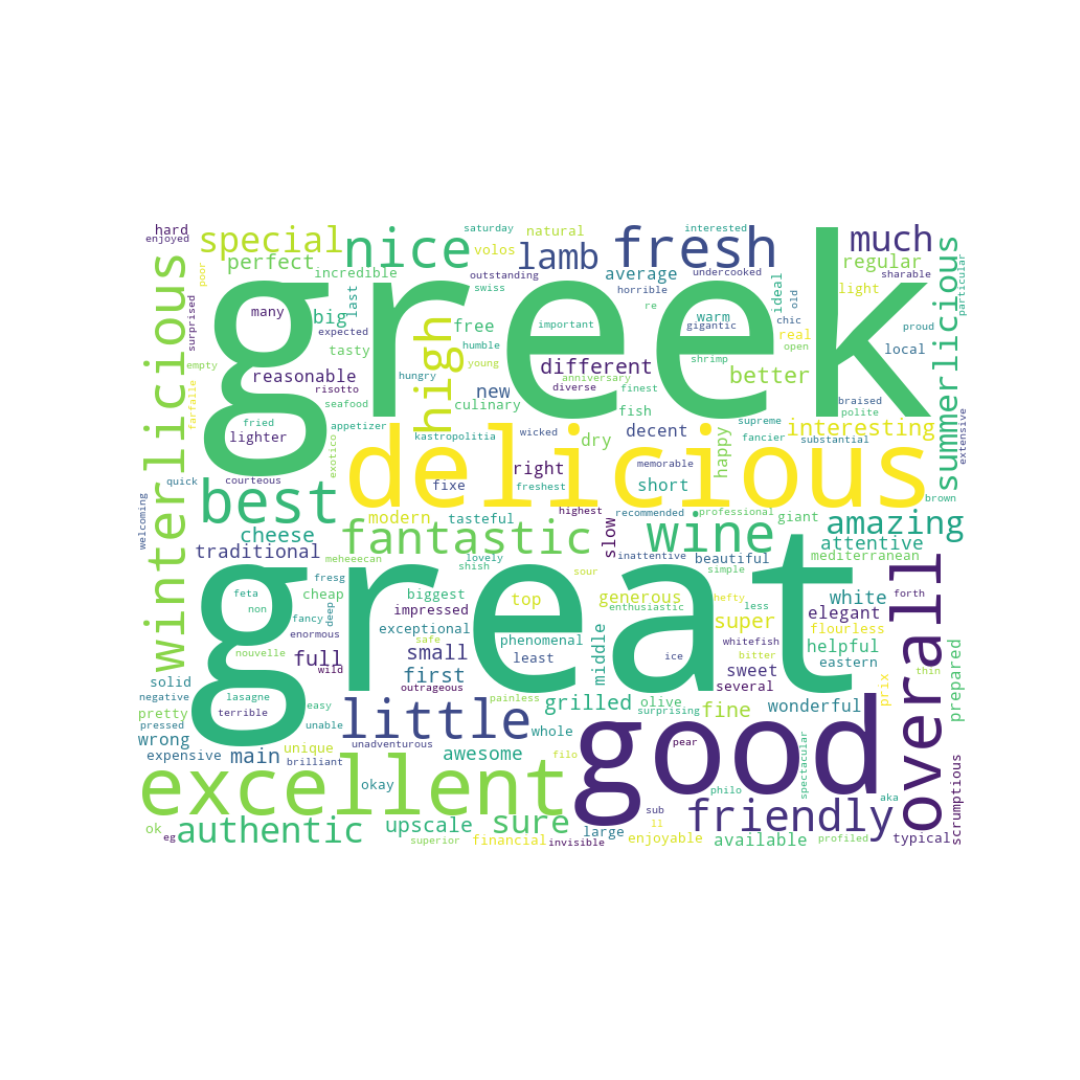 greek
great
delicious
good
excellent
overall
winterlicious
summerlicious
fantastic
fresh
nice
best
little
wine
high
friendly
special
lamb
much
amazing
authentic
sure
upscale
hard
enjoyed
saturday
natural
interested
volos
perfect
incredible
outstanding
swiss
average
horrible
undercooked
regular
sharable
particular
poor
surprised
last
big
many
expected
free
humble
important
re
warm
gigantic
ideal
chic
old
light
real
open
proud
local
empty
tasty
reasonable
risotto
hungry
young
new
different
anniversary
diverse
finest
shrimp
better
braised
polite
farfalle
seafood
culinary
fish
supreme
fancier
interesting
substantial
extensive
fried
lighter
appetizer
exotico
kastropolitia
wicked
decent
dry
happy
courteous
quick
right
memorable
short
fixe
freshest
brown
welcoming
modern
tasteful
highest
recommended
professional
giant
cheese
traditional
slow
attentive
mediterranean
meheeecan
lovely
shish
sour
inattentive
beautiful
simple
fresg
feta
non
cheap
biggest
impressed
top
generous
enthusiastic
hefty
less
white
elegant
forth
fancy
deep
enormous
exceptional
safe
phenomenal
middle
super
whitefish
flourless
helpful
nouvelle
wild
full
small
least
ice
bitter
eastern
prepared
solid
first
outrageous
sweet
several
thin
negative
lasagne
easy
painless
grilled
olive
surprising
fine
wonderful
prix
pretty
pressed
terrible
unable
wrong
expensive
main
unique
unadventurous
brilliant
awesome
whole
filo
pear
spectacular
okay
philo
aka
scrumptious
ok
eg
sub
ll
large
superior
financial
invisible
enjoyable
available
profiled
typical